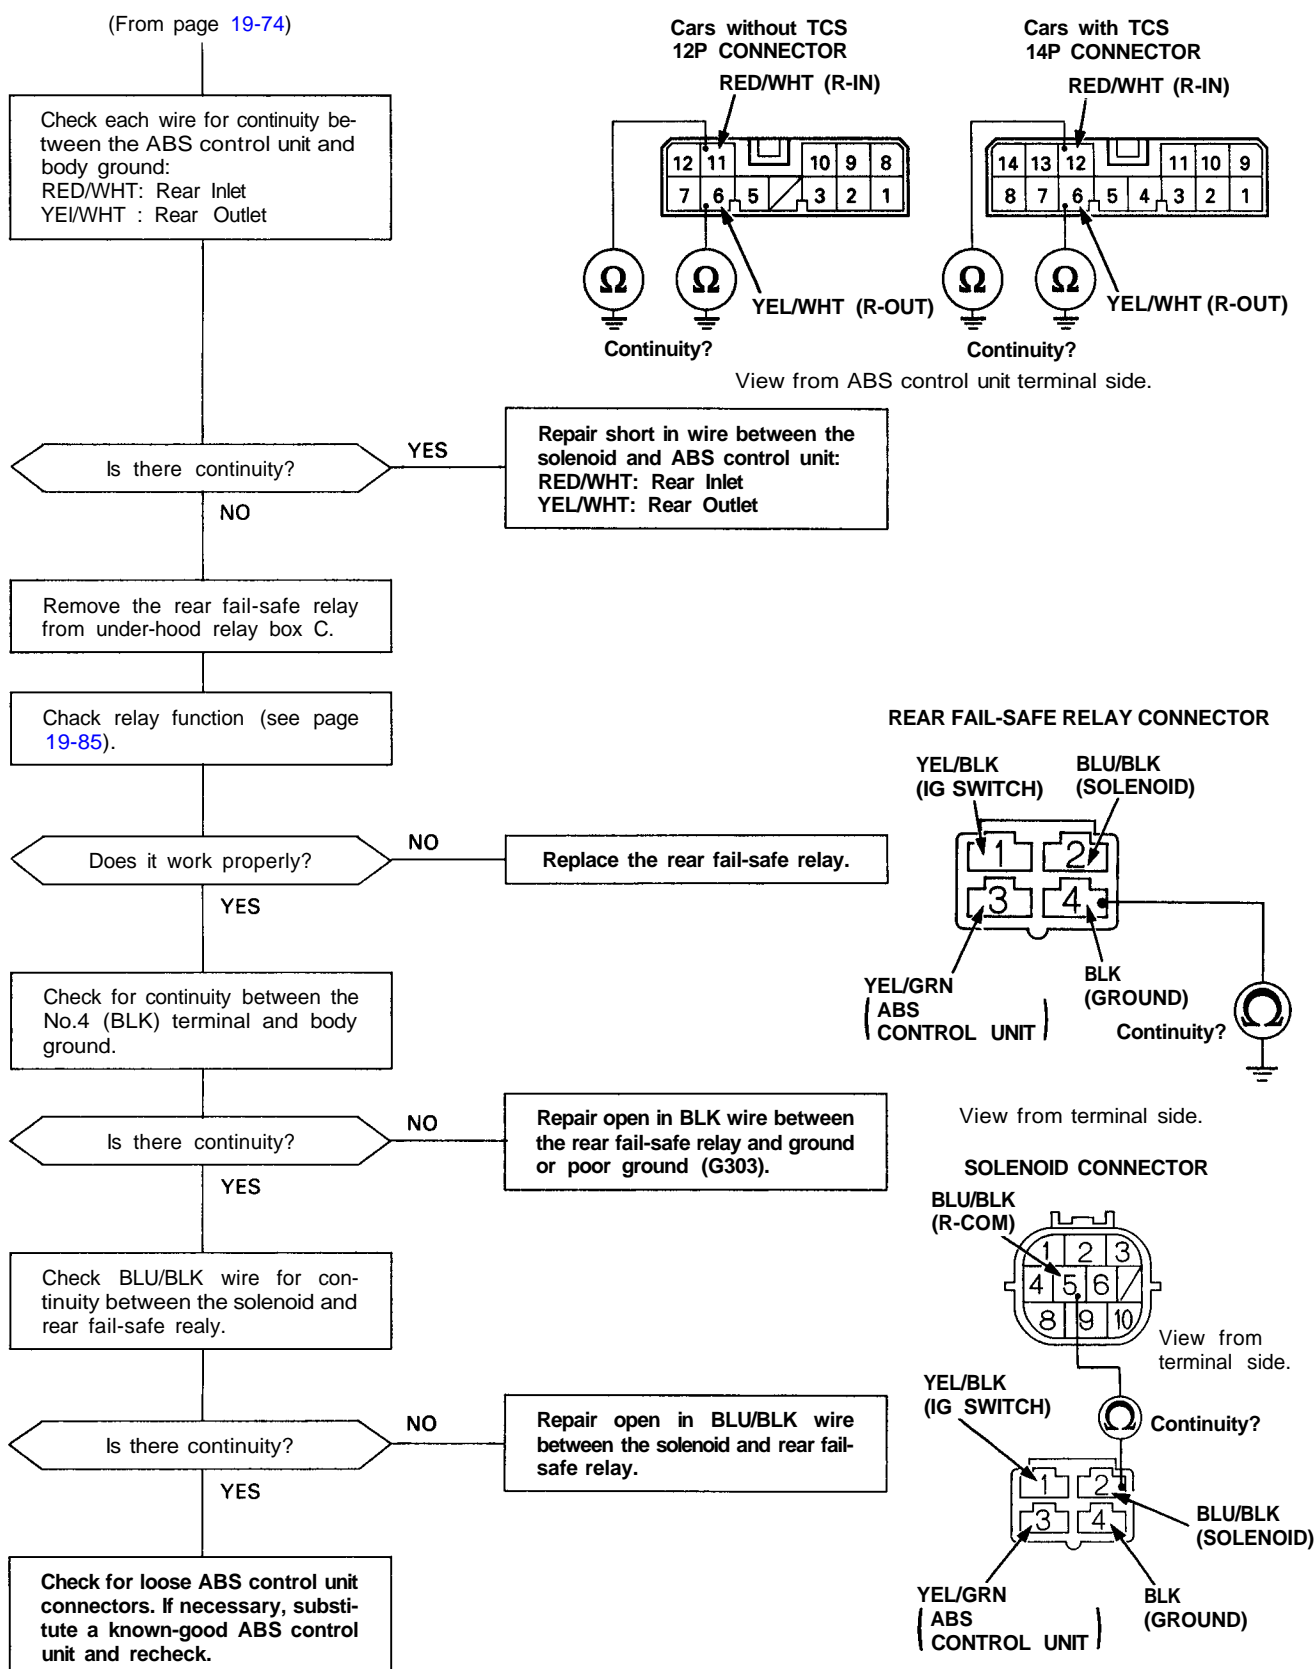 (From page 19-74)
Check each wire for continuity be-
tween the ABS control unit and
body ground:
RED/WHT: Rear Inlet
YEl/WHT : Rear Outlet
Cars without TCS
12P CONNECTOR
RED/WHT (R-IN)
12 11 10 9 8
7 6 5 3 2 1
Ω Ω
YEL/WHT (R-OUT)
Continuity?
Cars with TCS
14P CONNECTOR
RED/WHT (R-IN)
14 13 12 11 10 9
8 7 6 5 4 3 2 1
Ω Ω
YEL/WHT (R-OUT)
Continuity?
View from ABS control unit terminal side.
Is there continuity?
YES
Repair short in wire between the
solenoid and ABS control unit:
RED/WHT: Rear Inlet
YEL/WHT: Rear Outlet
NO
Remove the rear fail-safe relay
from under-hood relay box C.
Chack relay function (see page
19-85).
Does it work properly?
NO
Replace the rear fail-safe relay.
YES
REAR FAIL-SAFE RELAY CONNECTOR
YEL/BLK
(IG SWITCH)
BLU/BLK
(SOLENOID)
1 2
3 4
YEL/GRN
( ABS
CONTROL UNIT )
BLK
(GROUND)
Continuity?
Ω
View from terminal side.
Check for continuity between the
No.4 (BLK) terminal and body
ground.
Is there continuity?
NO
Repair open in BLK wire between
the rear fail-safe relay and ground
or poor ground (G303).
YES
SOLENOID CONNECTOR
BLU/BLK
(R-COM)
1 2 3
4 5 6
8 9 10
View from
terminal side.
Check BLU/BLK wire for con-
tinuity between the solenoid and
rear fail-safe realy.
Is there continuity?
NO
Repair open in BLU/BLK wire
between the solenoid and rear fail-
safe relay.
YES
YEL/BLK
(IG SWITCH)
Ω
Continuity?
1 2
3 4
BLU/BLK
(SOLENOID)
YEL/GRN
( ABS
CONTROL UNIT )
BLK
(GROUND)
Check for loose ABS control unit
connectors. If necessary, substi-
tute a known-good ABS control
unit and recheck.